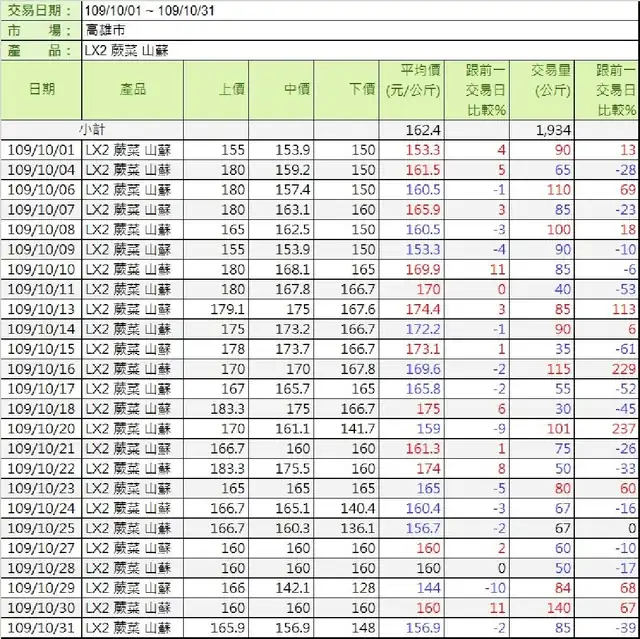 交易日期： 109/10/01 ~ 109/10/31
市 場： 高雄市
產 品： LX2 蕨菜 山蘇
日期 產品 上價 中價 下價 平均價(元/公斤) 跟前一交易日比較% 交易量(公斤) 跟前一交易日比較%
小計 162.4 1,934
109/10/01 LX2 蕨菜 山蘇 155 153.9 150 153.3 4 90 13
109/10/04 LX2 蕨菜 山蘇 180 159.2 150 161.5 5 65 -28
109/10/06 LX2 蕨菜 山蘇 180 157.4 150 160.5 -1 110 69
109/10/07 LX2 蕨菜 山蘇 180 163.1 160 165.9 3 85 -23
109/10/08 LX2 蕨菜 山蘇 165 162.5 150 160.5 -3 100 18
109/10/09 LX2 蕨菜 山蘇 155 153.9 150 153.3 -4 90 -10
109/10/10 LX2 蕨菜 山蘇 180 168.1 165 169.9 11 85 -6
109/10/11 LX2 蕨菜 山蘇 180 167.8 166.7 170 0 40 -53
109/10/13 LX2 蕨菜 山蘇 179.1 175 167.6 174.4 3 85 113
109/10/14 LX2 蕨菜 山蘇 175 173.2 166.7 172.2 -1 90 6
109/10/15 LX2 蕨菜 山蘇 178 173.7 166.7 173.1 1 35 -61
109/10/16 LX2 蕨菜 山蘇 170 170 167.8 169.6 -2 115 229
109/10/17 LX2 蕨菜 山蘇 167 165.7 165 165.8 -2 55 -52
109/10/18 LX2 蕨菜 山蘇 183.3 175 166.7 175 6 30 -45
109/10/20 LX2 蕨菜 山蘇 170 161.1 141.7 159 -9 101 237
109/10/21 LX2 蕨菜 山蘇 166.7 160 160 161.3 1 75 -26
109/10/22 LX2 蕨菜 山蘇 183.3 175.5 160 174 8 50 -33
109/10/23 LX2 蕨菜 山蘇 165 165 165 165 -5 80 60
109/10/24 LX2 蕨菜 山蘇 166.7 165.1 140.4 160.4 -3 67 -16
109/10/25 LX2 蕨菜 山蘇 166.7 160.3 136.1 156.7 -2 67 0
109/10/27 LX2 蕨菜 山蘇 160 160 160 160 2 60 -10
109/10/28 LX2 蕨菜 山蘇 160 160 160 160 0 50 -17
109/10/29 LX2 蕨菜 山蘇 166 142.1 128 144 -10 84 68
109/10/30 LX2 蕨菜 山蘇 160 160 160 160 11 140 67
109/10/31 LX2 蕨菜 山蘇 165.9 156.9 148 156.9 -2 85 -39